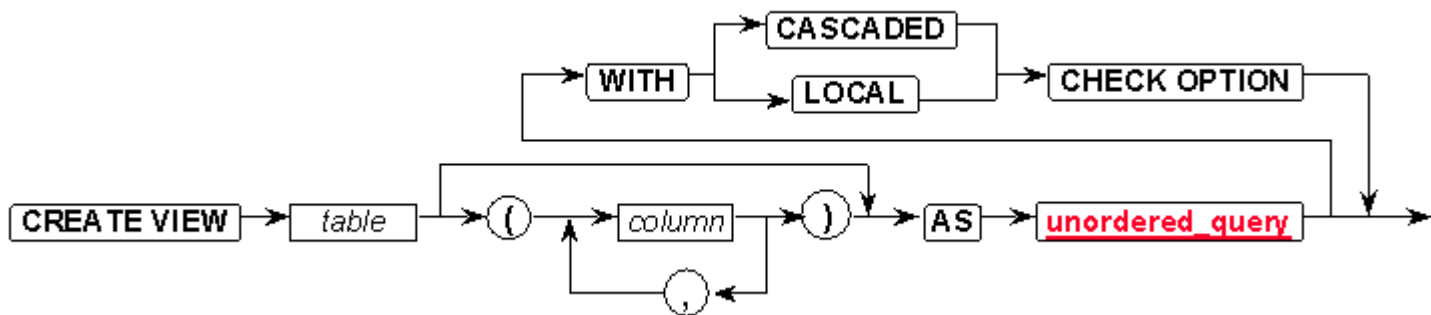 CASCADED
WITH
CHECK OPTION
LOCAL
CREATE VIEW table ( column ) AS unordered_query
,